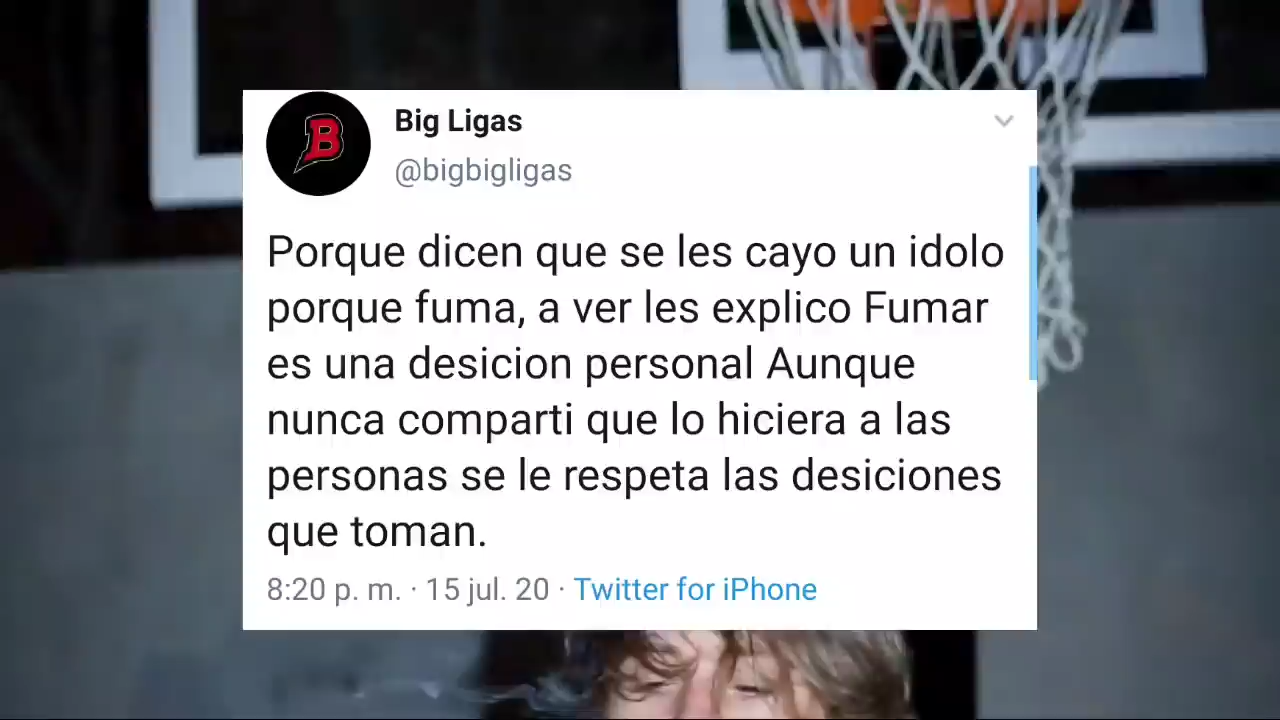 B
Big Ligas
@bigbigligas
Porque dicen que se les cayo un idolo
porque fuma, a ver les explico Fumar
es una desicion personal Aunque
nunca comparti que lo hiciera a las
personas se le respeta las desiciones
que toman.
8:20 p. m. · 15 jul. 20 · Twitter for iPhone